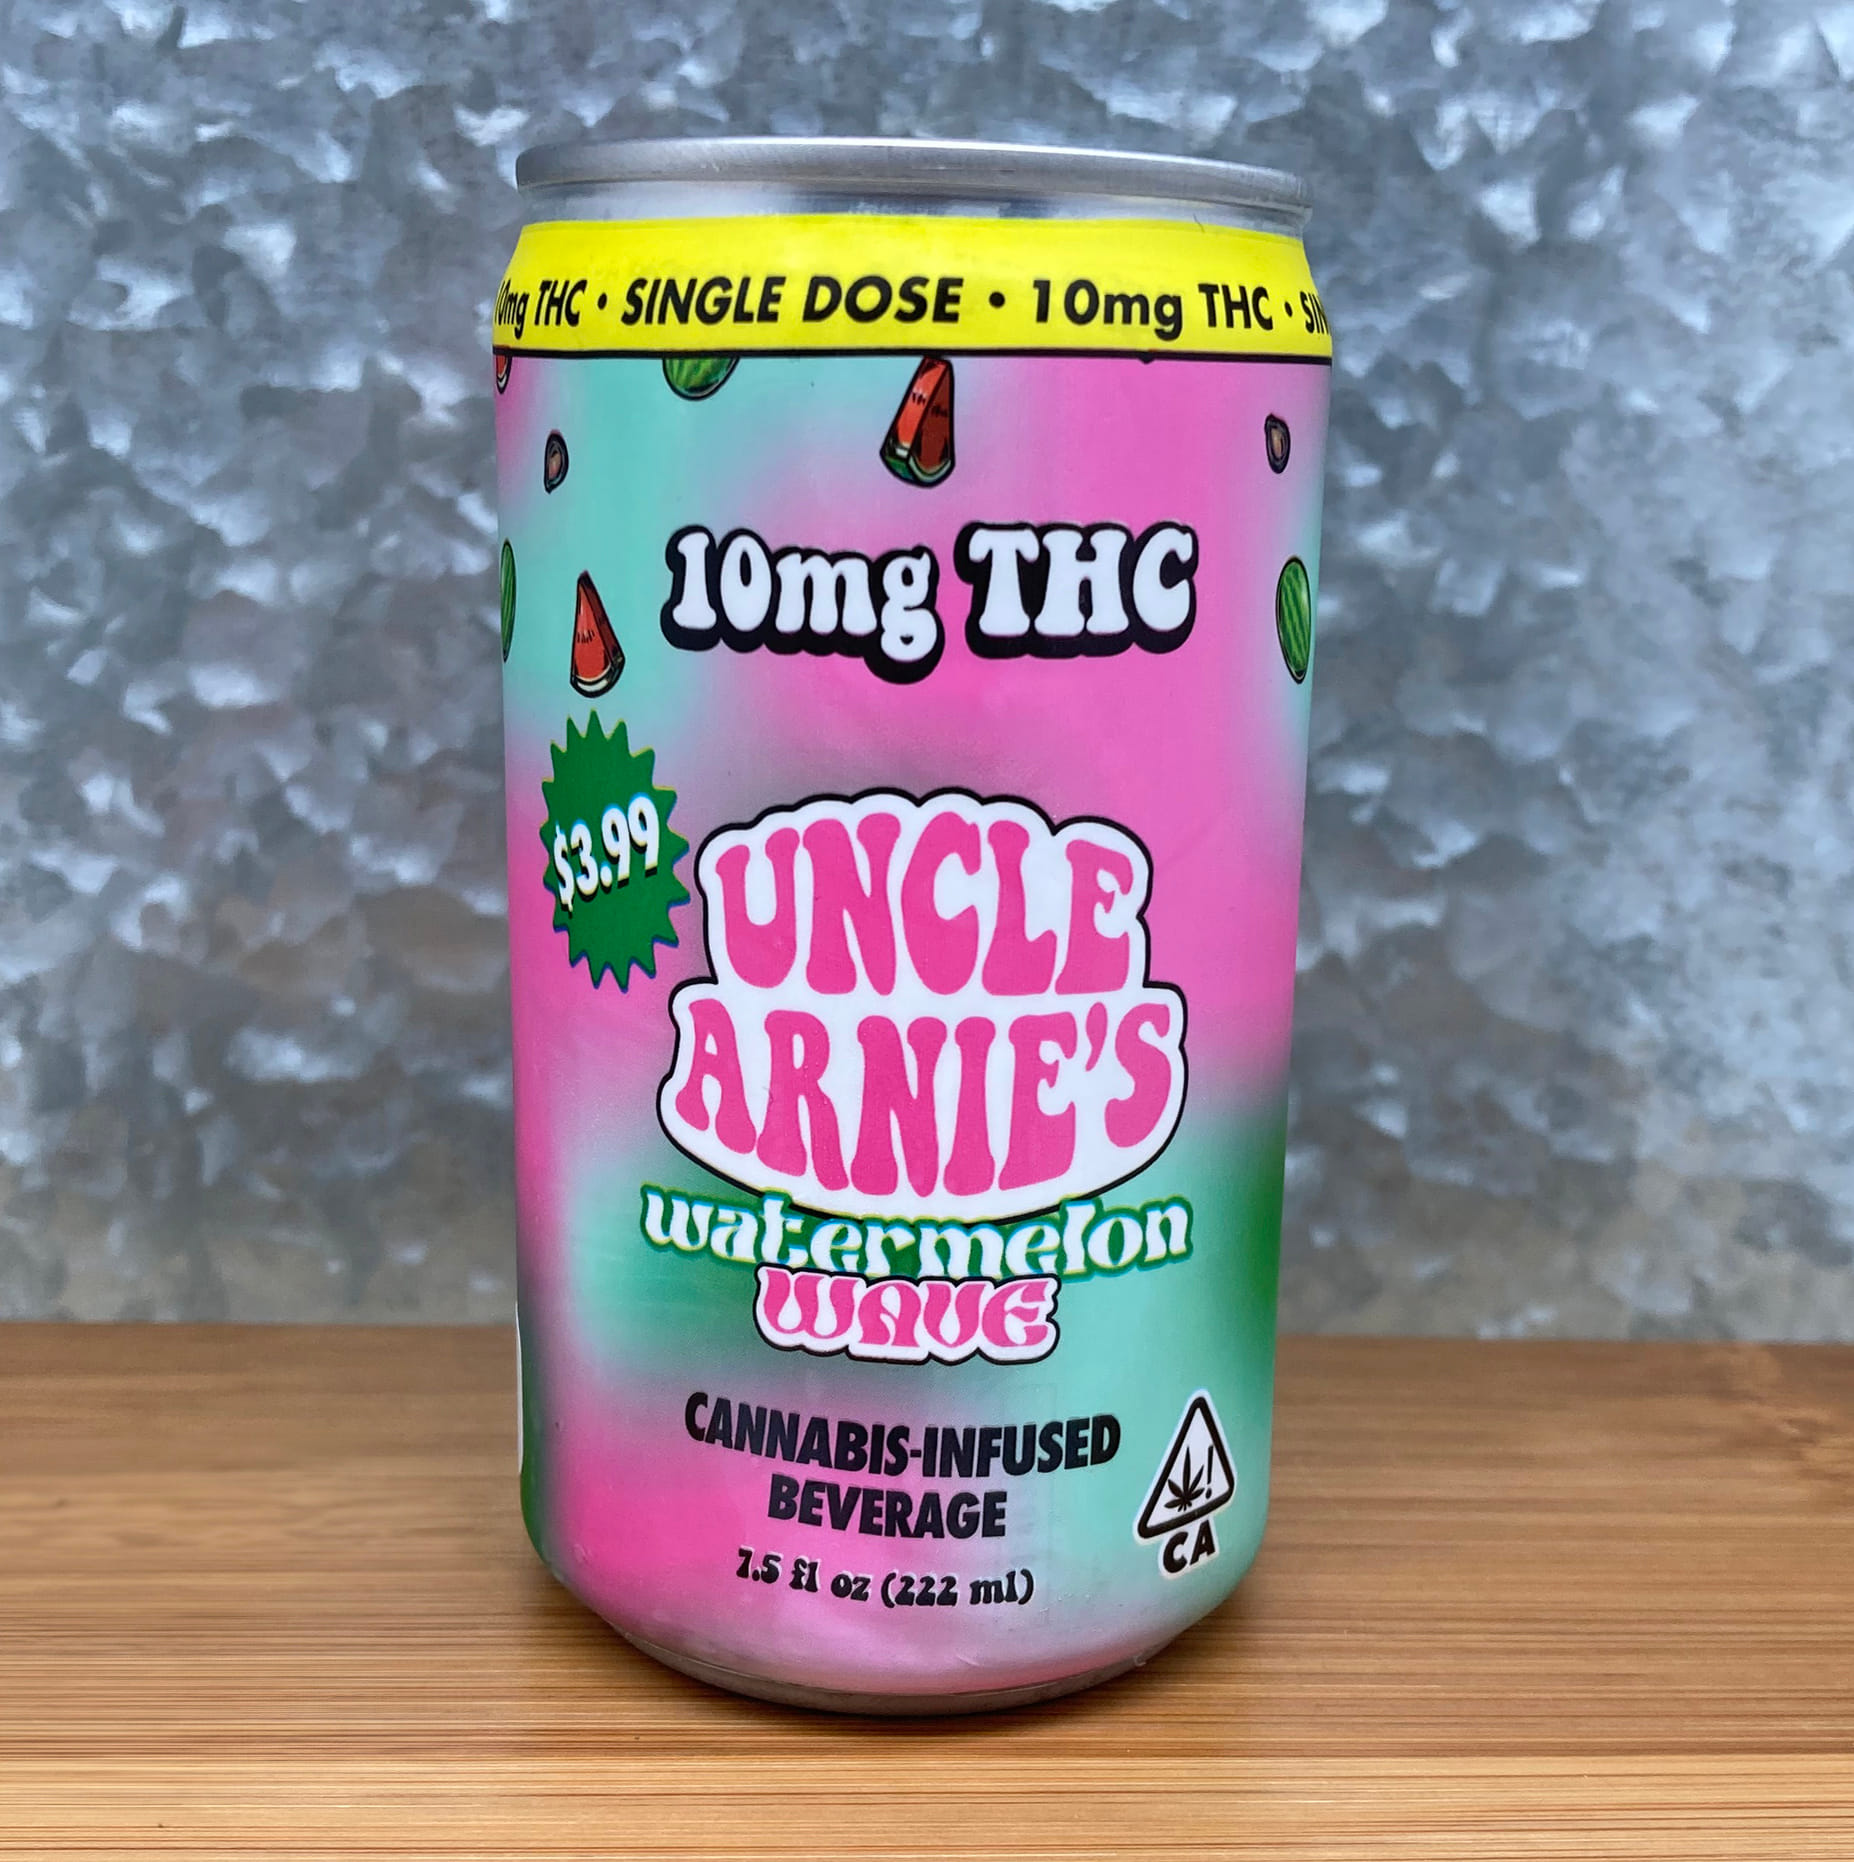 0mg THC • SINGLE DOSE • 10mg THC • SIN
10mg THC
$3.99
UNCLE
ARNIE'S
watermelon
WAVE
CANNABIS-INFUSED
BEVERAGE
7.5 fl oz (222 ml)
!
CA